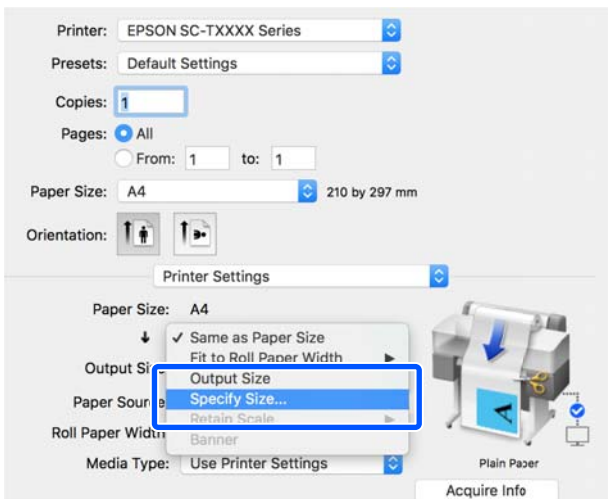 Printer: EPSON SC-TXXXX Series
Presets: Default Settings
Copies: 1
Pages: All
From: 1 to: 1
Paper Size: A4 210 by 297 mm
Orientation:
Printer Settings
Paper Size: A4
✓ Same as Paper Size
Fit to Roll Paper Width
Output Size
Specify Size...
Retain Scale
Banner
Output Siz
Paper Source
Roll Paper Width
Media Type: Use Printer Settings
A
Plain Paper
Acquire Info